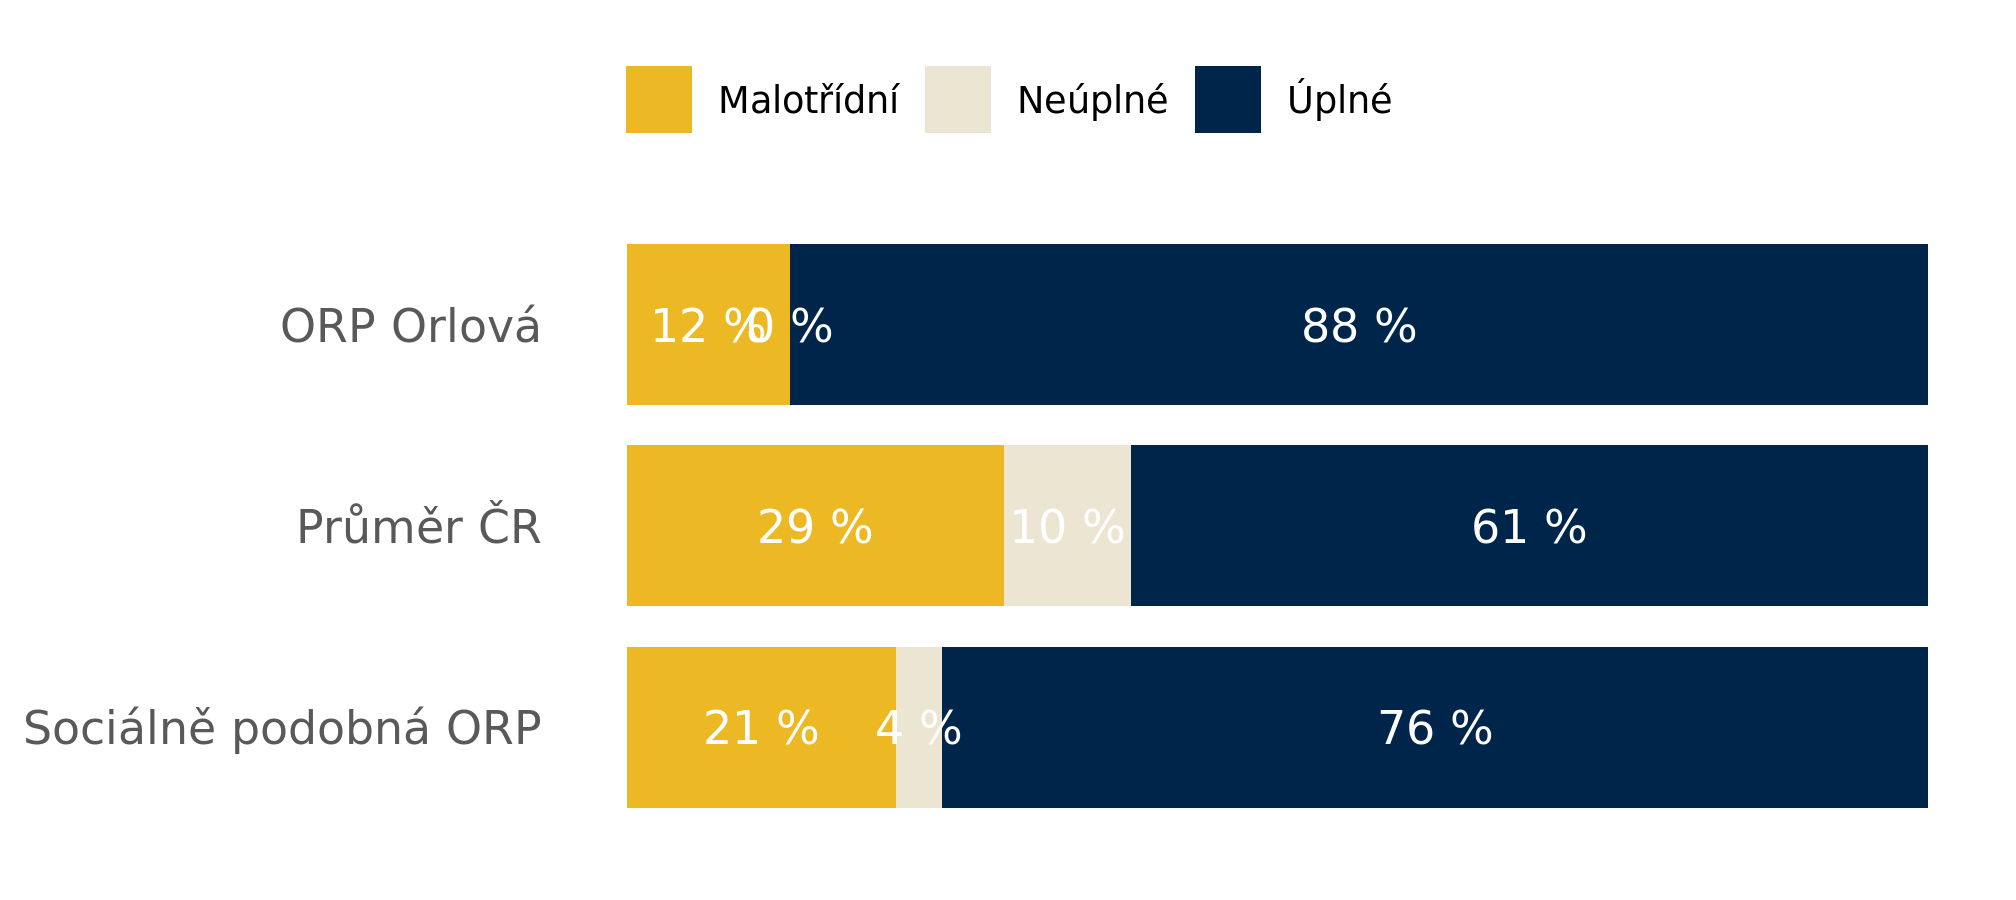 Malotřídní Neúplné Úplné
ORP Orlová 12 % 0 % 88 %
Průměr ČR 29 % 10 % 61 %
Sociálně podobná ORP 21 % 4 % 76 %